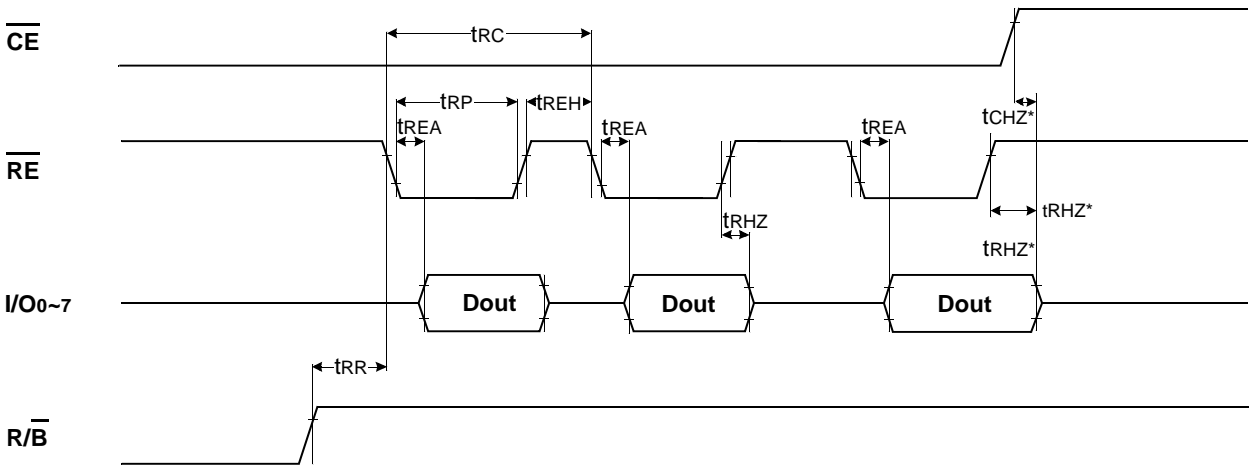 CE
tRC
tRP
tREH
tCHZ*
tREA
tREA
tREA
RE
tRHZ
tRHZ*
tRHZ*
I/O0~7
Dout
Dout
Dout
tRR
R/B